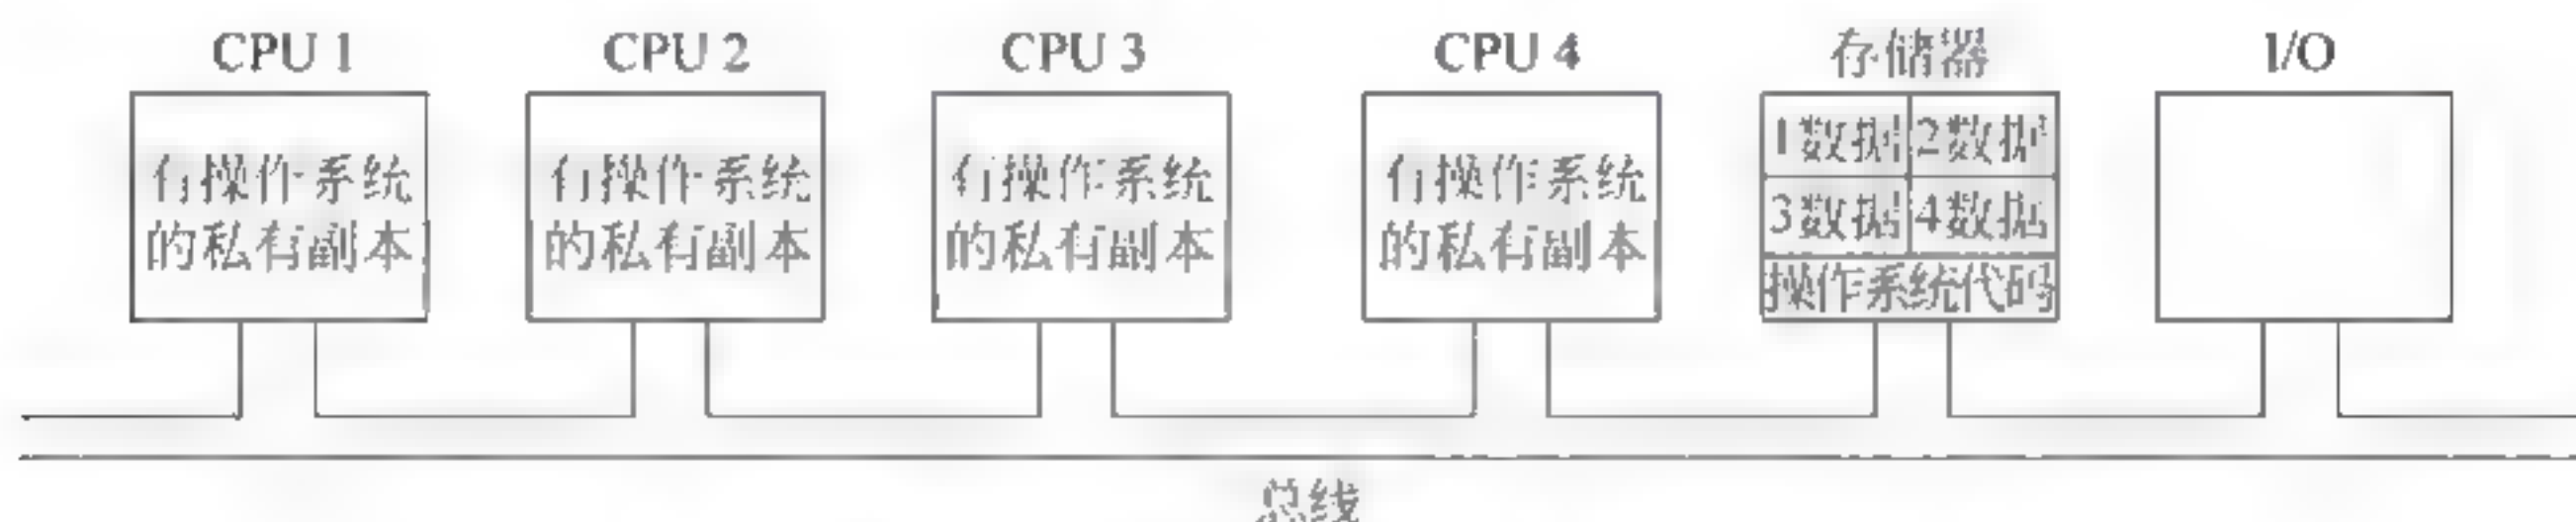 CPU 1
CPU 2
CPU 3
CPU 4
存储器
I/O
有操作系统
的私有副本
有操作系统
的私有副本
有操作系统
的私有副本
有操作系统
的私有副本
1数据
2数据
3数据
4数据
操作系统代码
总线